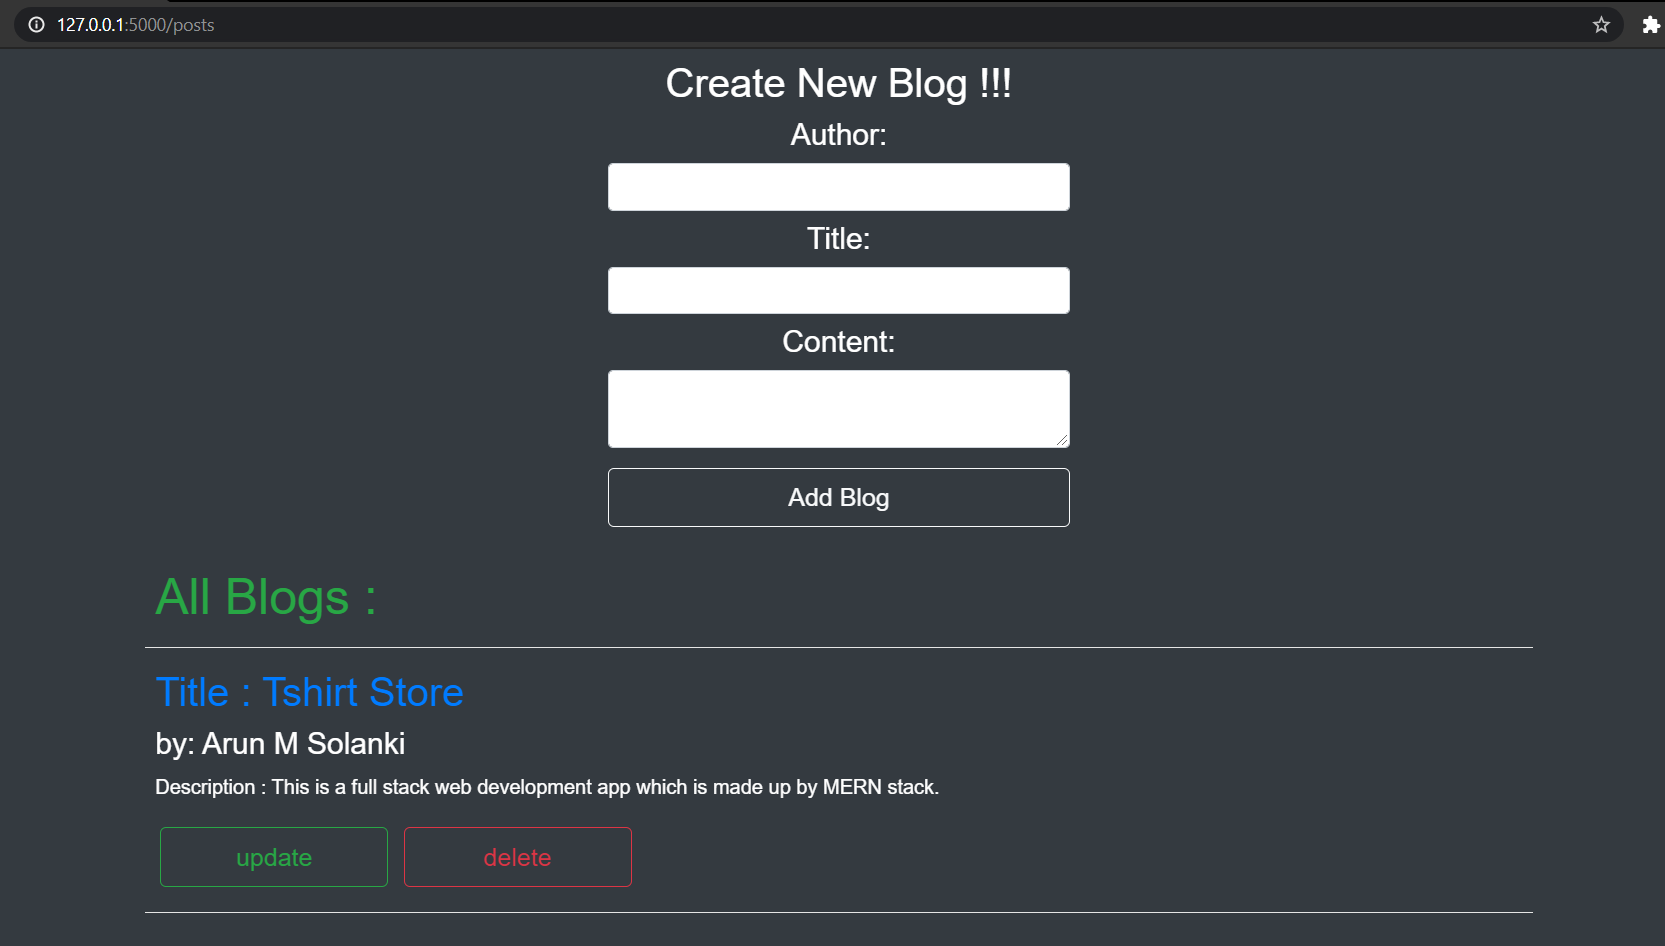 127.0.0.1:5000/posts
Create New Blog !!!
Author:
Title:
Content:
Add Blog
All Blogs :
Title : Tshirt Store
by: Arun M Solanki
Description : This is a full stack web development app which is made up by MERN stack.
update delete